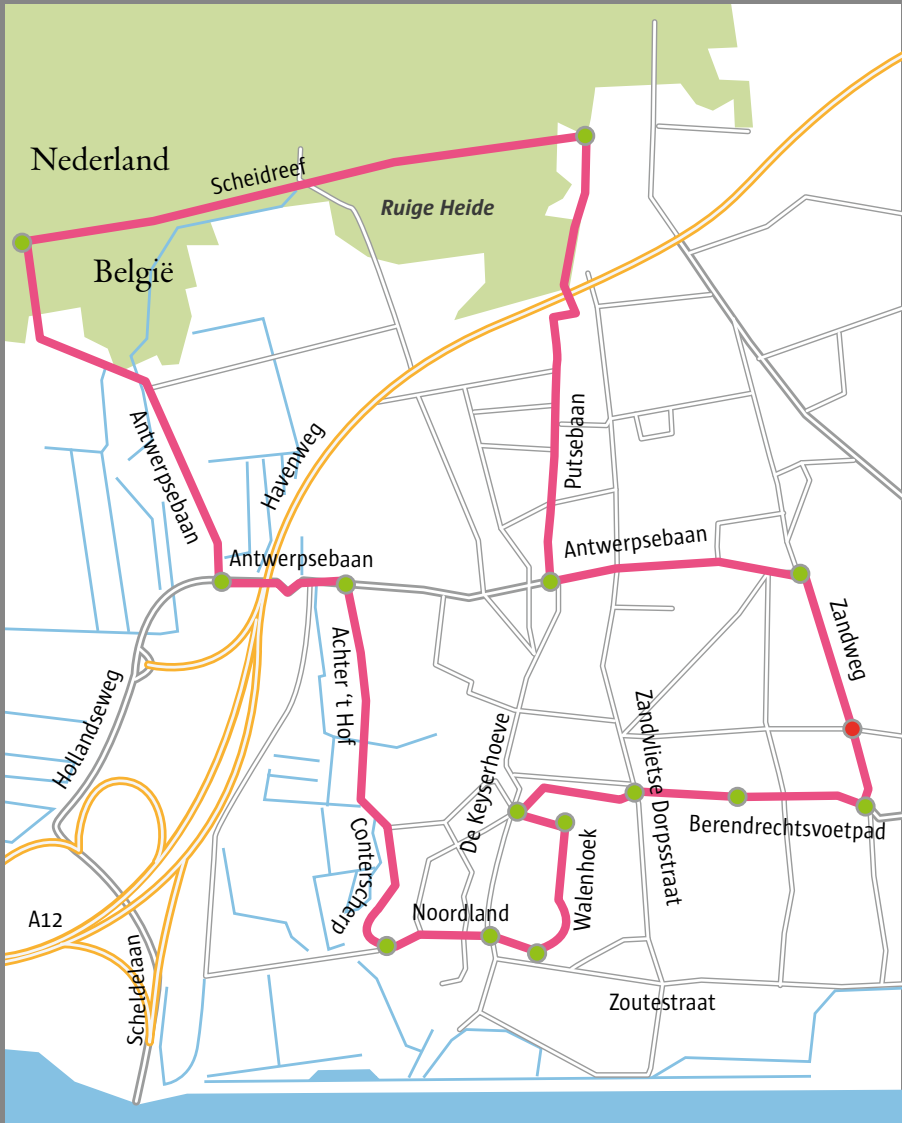 Nederland
Scheidreef
Ruige Heide
België
Antwerpsebaan
Havenweg
Putsebaan
Antwerpsebaan
Antwerpsebaan
Achter ‘t Hof
Zandweg
Hollandseweg
De Keyserhoeve
Zandvlietse Dorpsstraat
Berendrechtsvoetpad
Conterscherp
Walenhoek
Noordland
A12
Scheldelaan
Zoutestraat